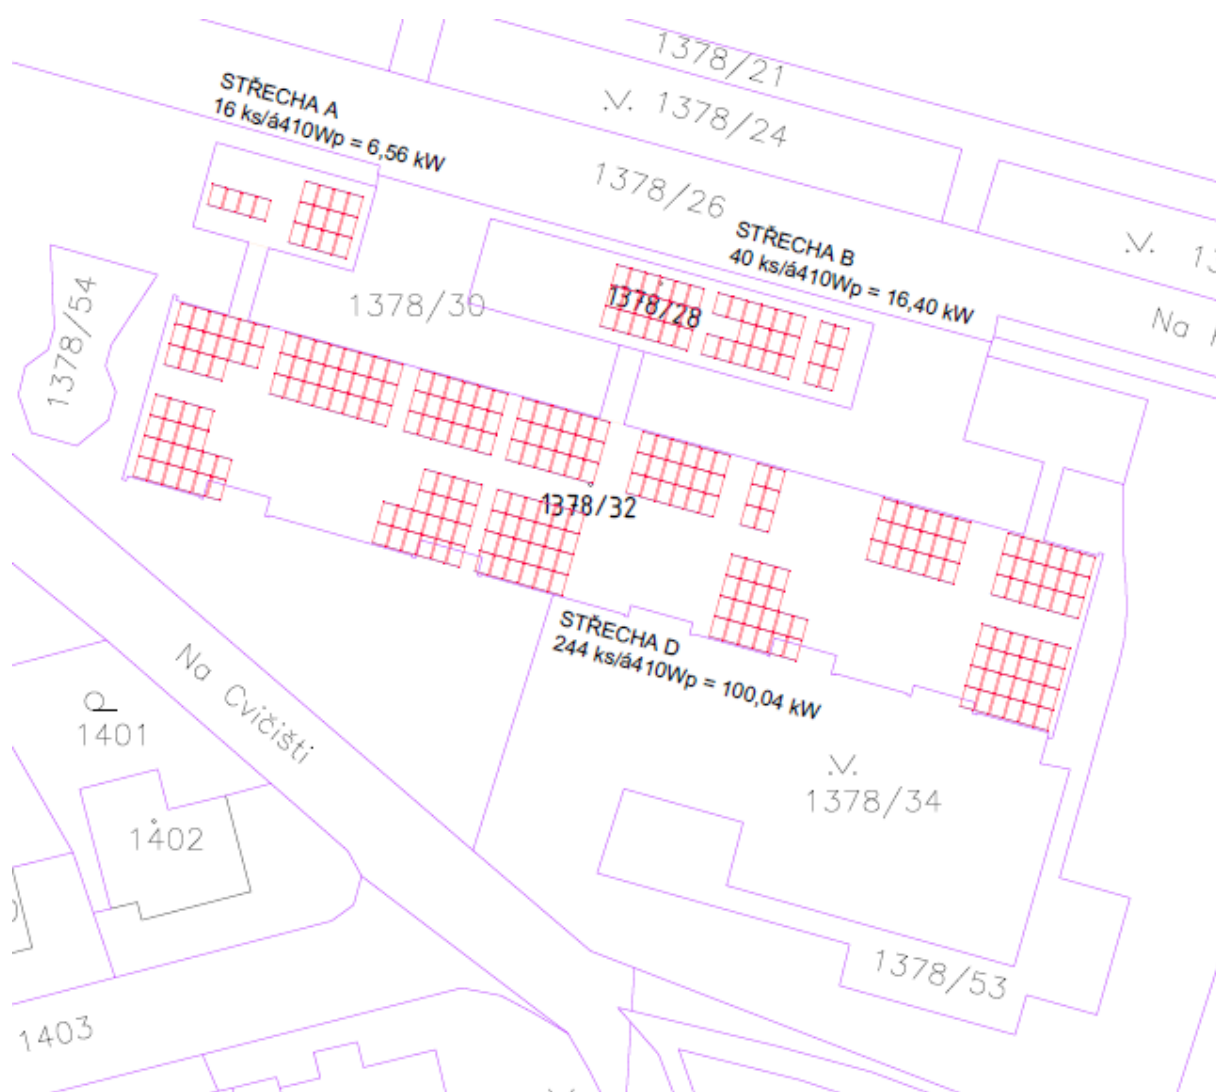 1378/21
STŘECHA A
16 ks/á410Wp = 6,56 kW
1378/24
1378/26
STŘECHA B
40 ks/á410Wp = 16,40 kW
1378/54
1378/30
1378/28
Na
1378/32
STŘECHA D
244 ks/á410Wp = 100,04 kW
Na Cvičišti
1401
1378/34
1402
1378/53
1403